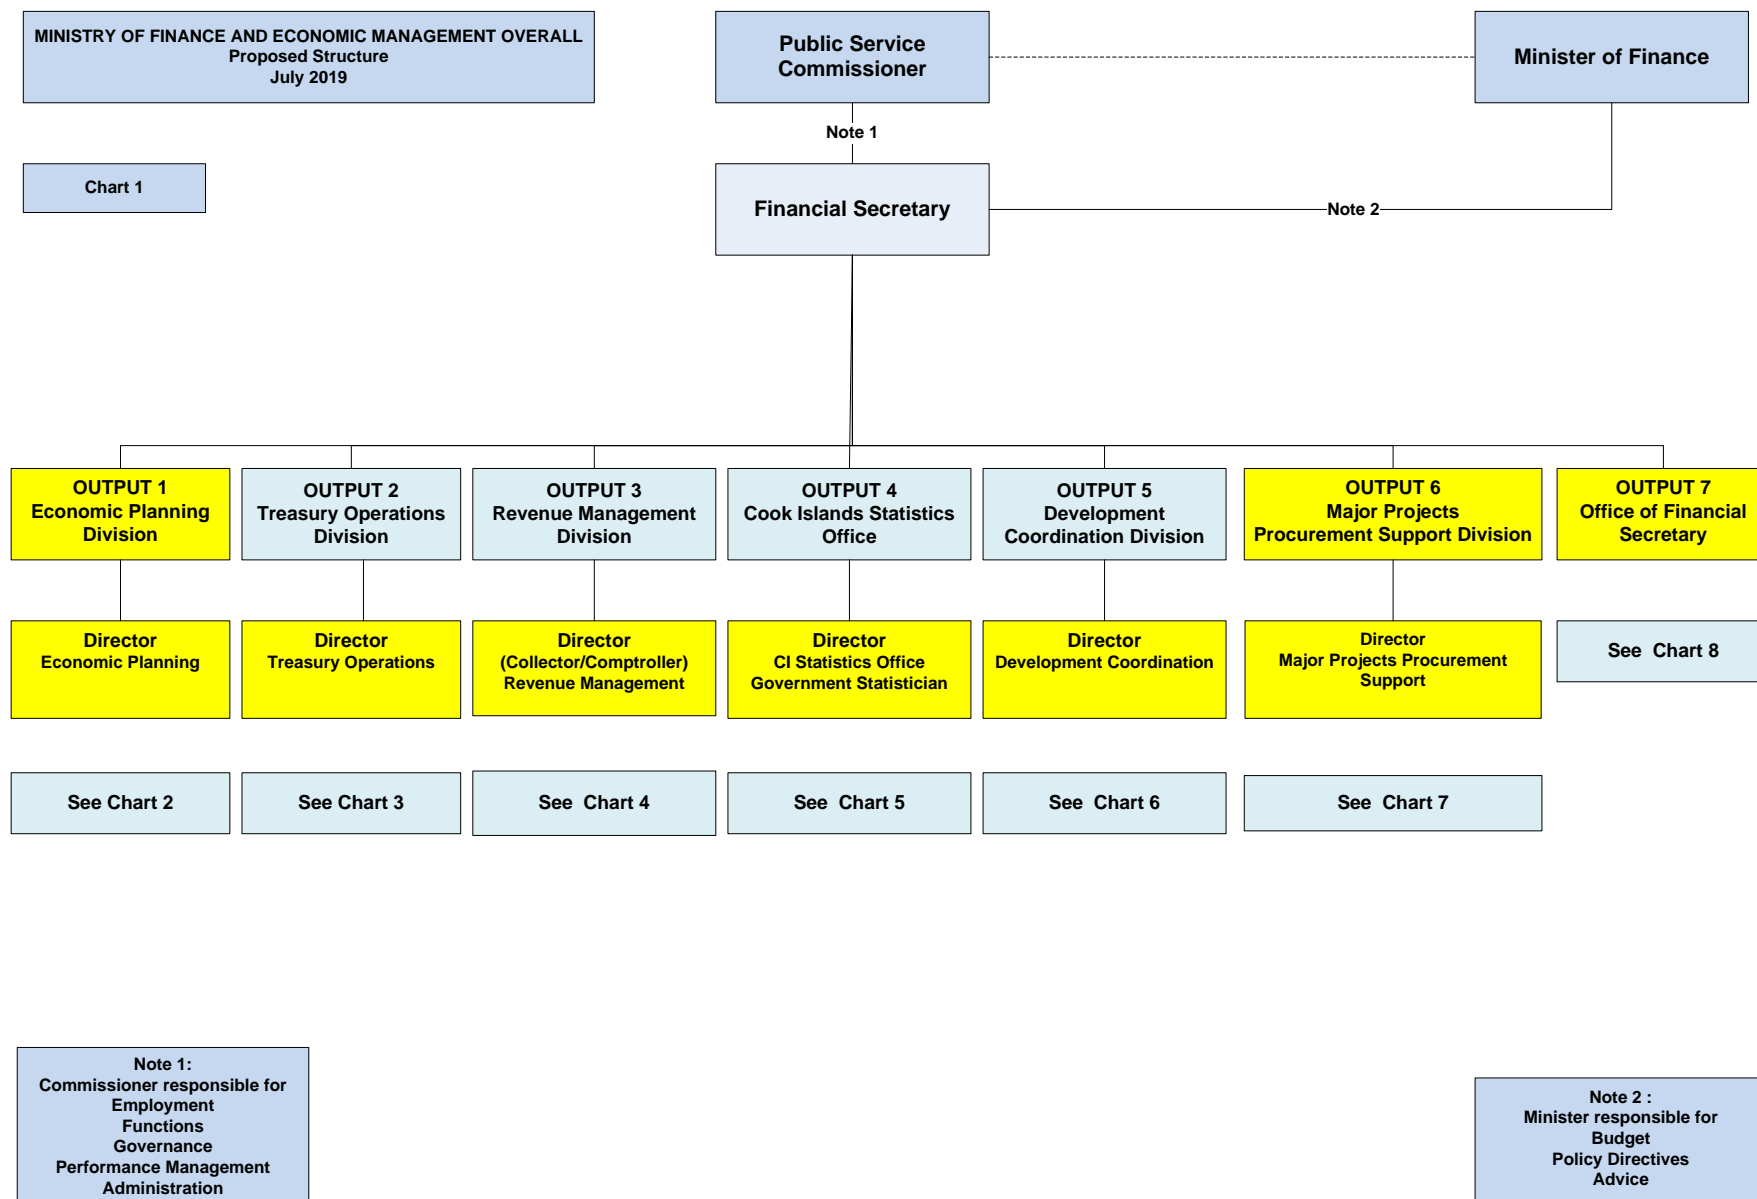 MINISTRY OF FINANCE AND ECONOMIC MANAGEMENT OVERALL
Proposed Structure
July 2019
Public Service
Commissioner
Minister of Finance
Note 1
Chart 1
Financial Secretary
Note 2
OUTPUT 1
Economic Planning
Division
OUTPUT 2
Treasury Operations
Division
OUTPUT 3
Revenue Management
Division
OUTPUT 4
Cook Islands Statistics
Office
OUTPUT 5
Development
Coordination Division
OUTPUT 6
Major Projects
Procurement Support Division
OUTPUT 7
Office of Financial
Secretary
Director
Economic Planning
Director
Treasury Operations
Director
(Collector/Comptroller)
Revenue Management
Director
CI Statistics Office
Government Statistician
Director
Development Coordination
Director
Major Projects Procurement
Support
See Chart 8
See Chart 2
See Chart 3
See Chart 4
See Chart 5
See Chart 6
See Chart 7
Note 1:
Commissioner responsible for
Employment
Functions
Governance
Performance Management
Administration
Note 2 :
Minister responsible for
Budget
Policy Directives
Advice